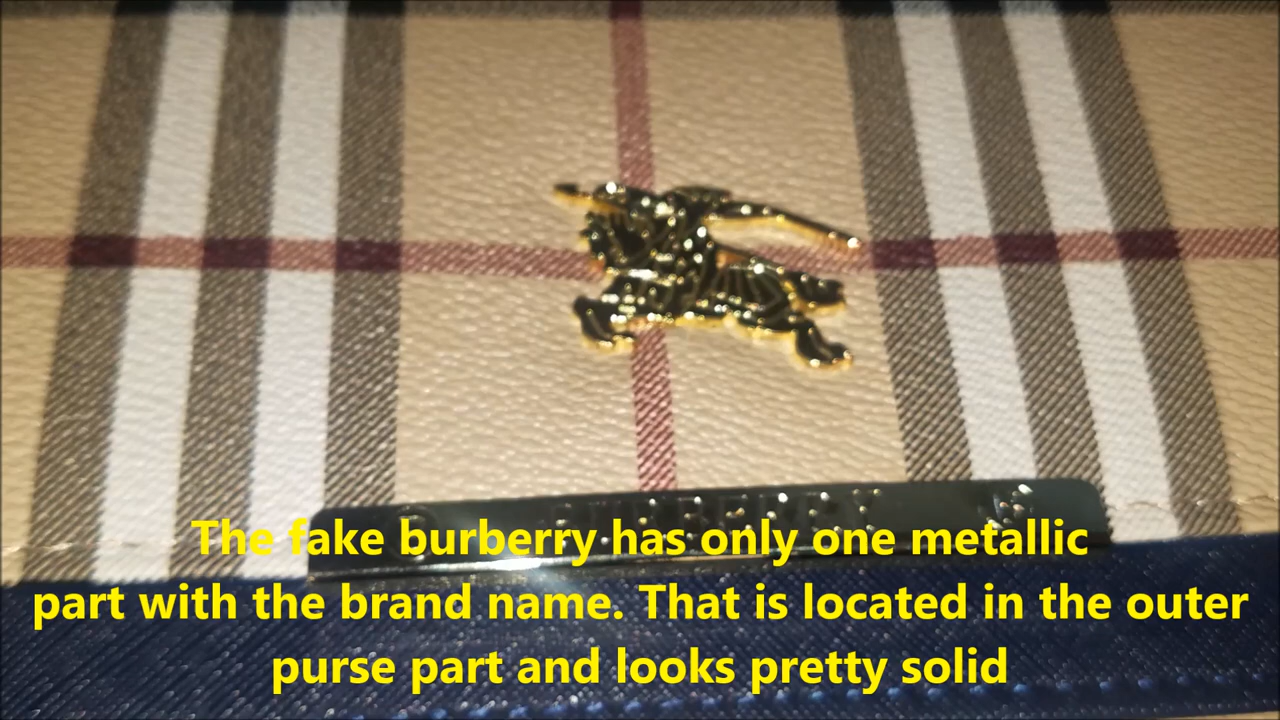 BURBERRY
The fake burberry has only one metallic
part with the brand name. That is located in the outer
purse part and looks pretty solid